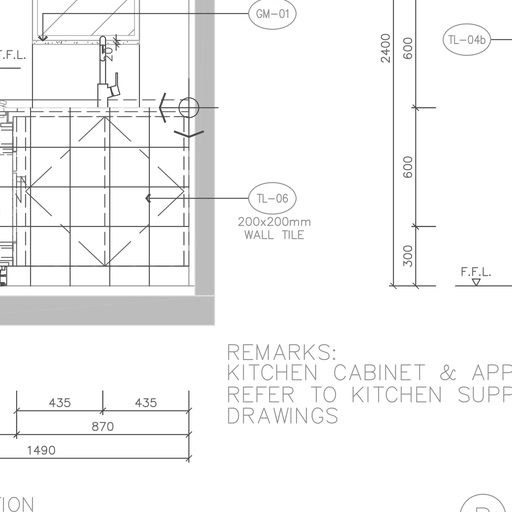 GM-01
F.F.L.
20
2400
600
TL-04b
600
TL-06
200x200mm
WALL TILE
300
F.F.L.
REMARKS:
KITCHEN CABINET & APP
REFER TO KITCHEN SUPP
DRAWINGS
435 435
870
1490
TION